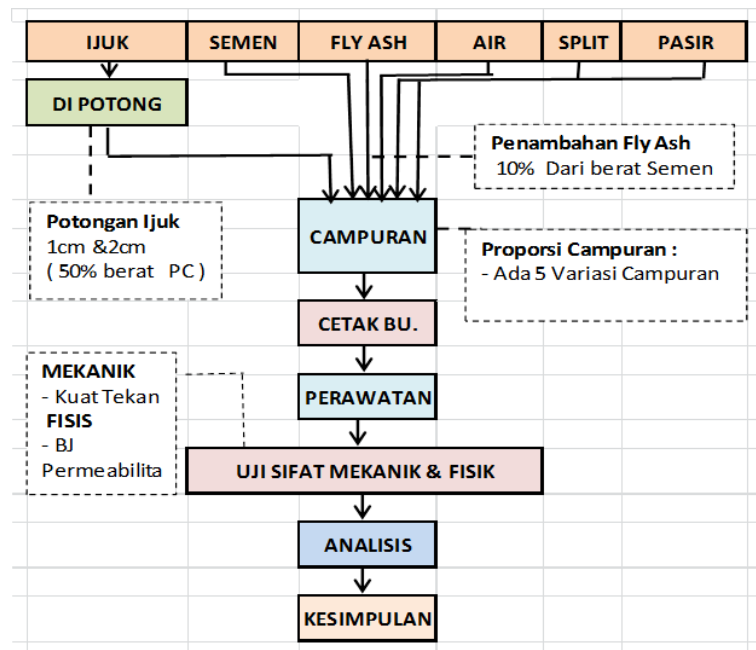 IJUK
SEMEN
FLY ASH
AIR
SPLIT
PASIR
DI POTONG
Penambahan Fly Ash
10% Dari berat Semen
Potongan Ijuk
1cm &2cm
( 50% berat PC )
CAMPURAN
Proporsi Campuran :
- Ada 5 Variasi Campuran
CETAK BU.
MEKANIK
- Kuat Tekan
FISIS
- BJ
Permeabilita
PERAWATAN
UJI SIFAT MEKANIK & FISIK
ANALISIS
KESIMPULAN